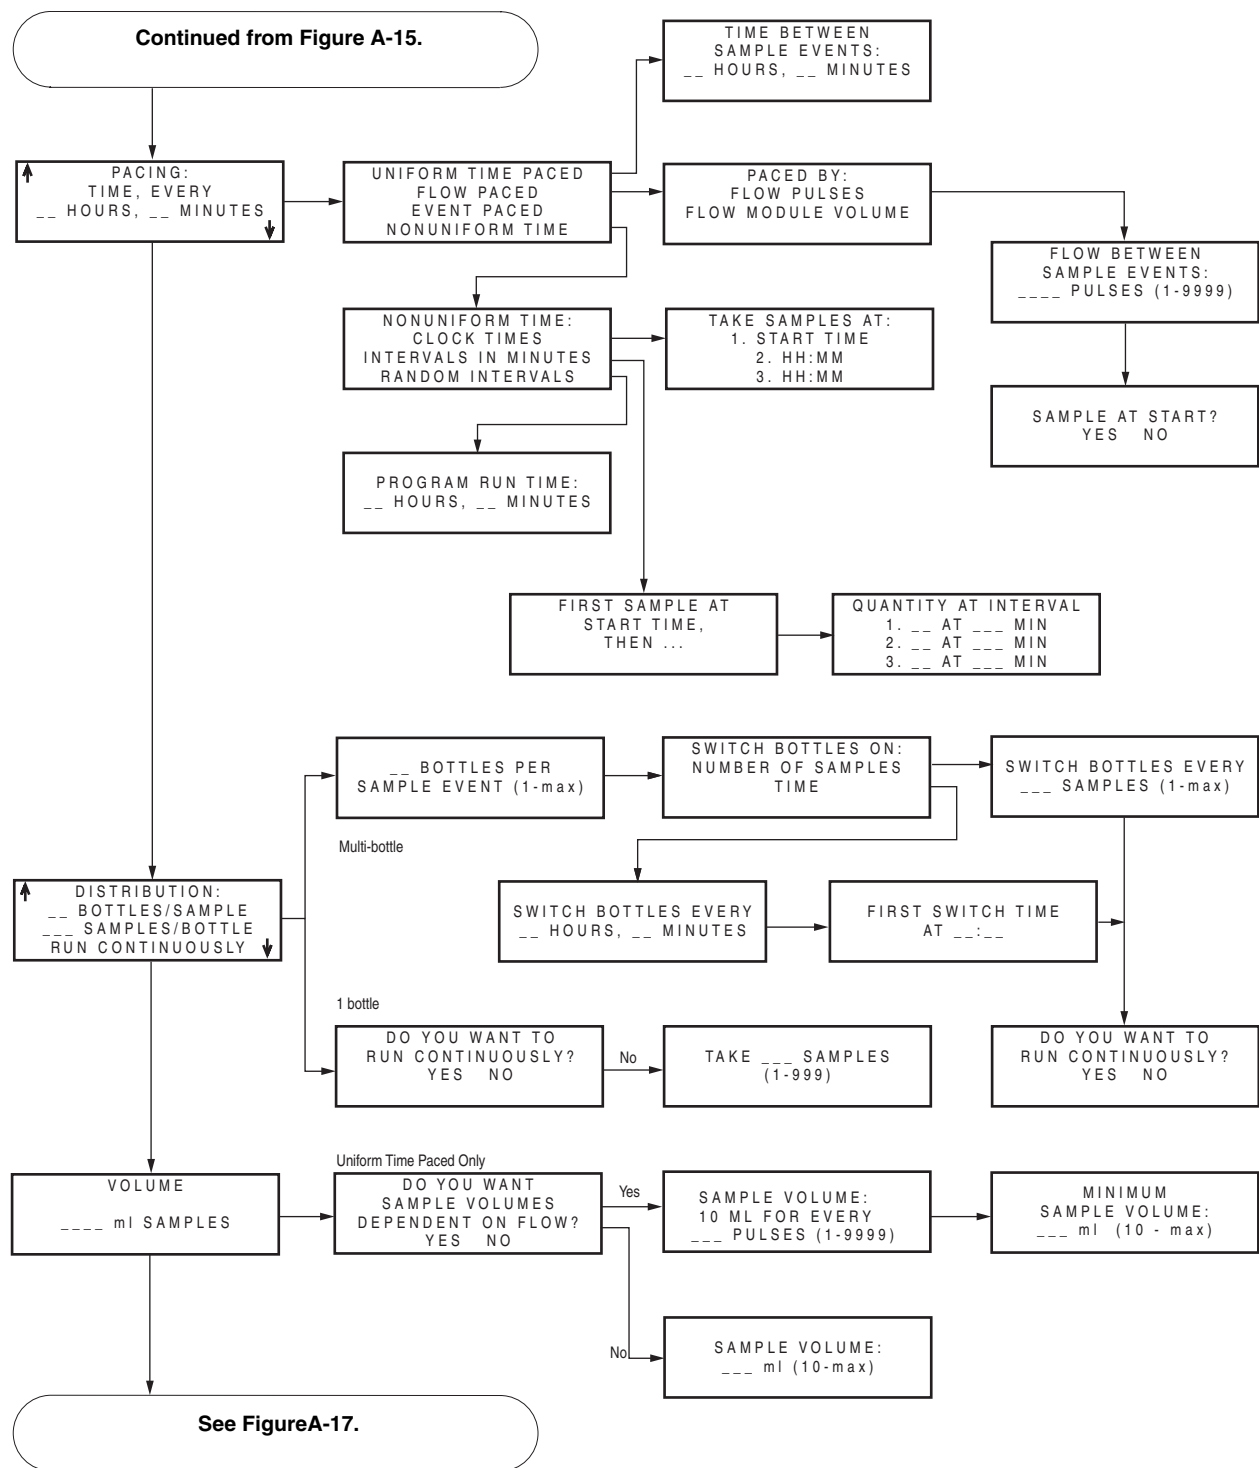 Continued from Figure A-15.
TIME BETWEEN
SAMPLE EVENTS:
__ HOURS, __ MINUTES
PACING:
TIME, EVERY
__ HOURS, __ MINUTES
UNIFORM TIME PACED
FLOW PACED
EVENT PACED
NONUNIFORM TIME
PACED BY:
FLOW PULSES
FLOW MODULE VOLUME
FLOW BETWEEN
SAMPLE EVENTS:
____ PULSES (1-9999)
NONUNIFORM TIME:
CLOCK TIMES
INTERVALS IN MINUTES
RANDOM INTERVALS
TAKE SAMPLES AT:
1. START TIME
2. HH:MM
3. HH:MM
SAMPLE AT START?
YES NO
PROGRAM RUN TIME:
__ HOURS, __ MINUTES
FIRST SAMPLE AT
START TIME,
THEN ...
QUANTITY AT INTERVAL
1. __ AT ___ MIN
2. __ AT ___ MIN
3. __ AT ___ MIN
__ BOTTLES PER
SAMPLE EVENT (1-max)
SWITCH BOTTLES ON:
NUMBER OF SAMPLES
TIME
SWITCH BOTTLES EVERY
___ SAMPLES (1-max)
Multi-bottle
DISTRIBUTION:
__ BOTTLES/SAMPLE
___ SAMPLES/BOTTLE
RUN CONTINUOUSLY
SWITCH BOTTLES EVERY
__ HOURS, __ MINUTES
FIRST SWITCH TIME
AT __:__
1 bottle
DO YOU WANT TO
RUN CONTINUOUSLY?
YES NO
No
TAKE ___ SAMPLES
(1-999)
DO YOU WANT TO
RUN CONTINUOUSLY?
YES NO
Uniform Time Paced Only
VOLUME
____ ml SAMPLES
DO YOU WANT
SAMPLE VOLUMES
DEPENDENT ON FLOW?
YES NO
Yes
SAMPLE VOLUME:
10 ML FOR EVERY
___ PULSES (1-9999)
MINIMUM
SAMPLE VOLUME:
___ ml (10 - max)
No
SAMPLE VOLUME:
___ ml (10-max)
See FigureA-17.